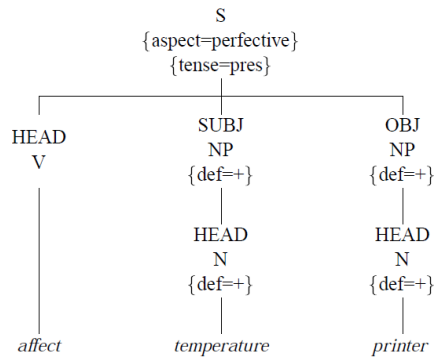 S
{aspect=perfective}
{tense=pres}
HEAD SUBJ OBJ
V NP NP
{def=+} {def=+}
HEAD HEAD
N N
{def=+} {def=+}
affect temperature printer